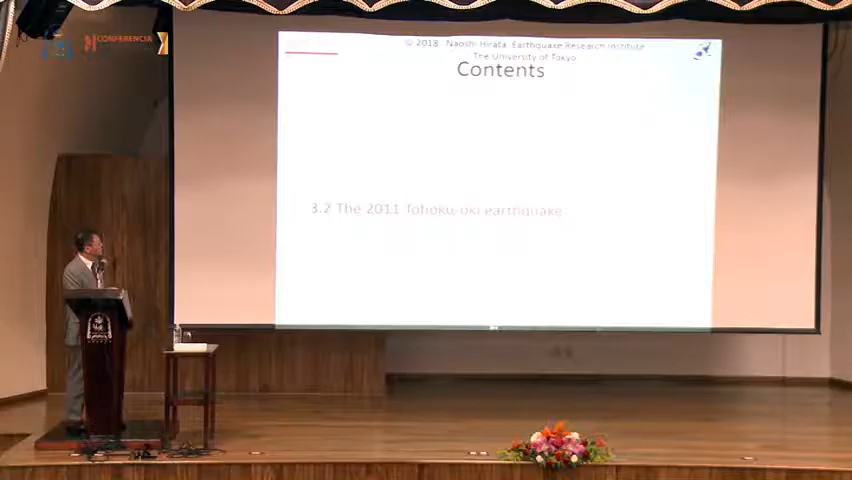 CONFERENCIA
© 2018 Naoshi Hirata Earthquake Research Institute
The University of Tokyo
Contents
3.2 The 2011 Tohoku-oki earthquake